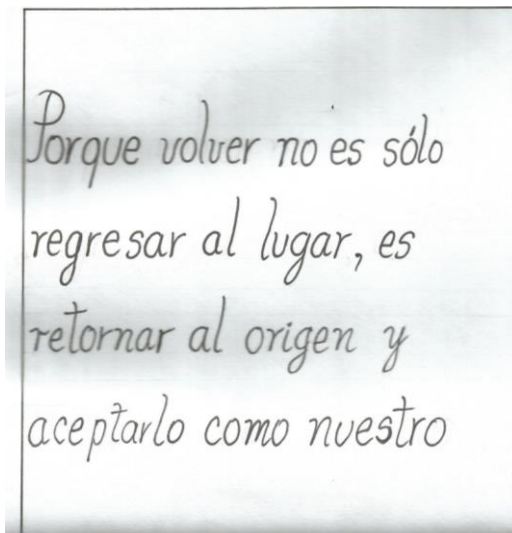 Porque volver no es sólo
regresar al lugar, es
retornar al origen y
aceptarlo como nuestro